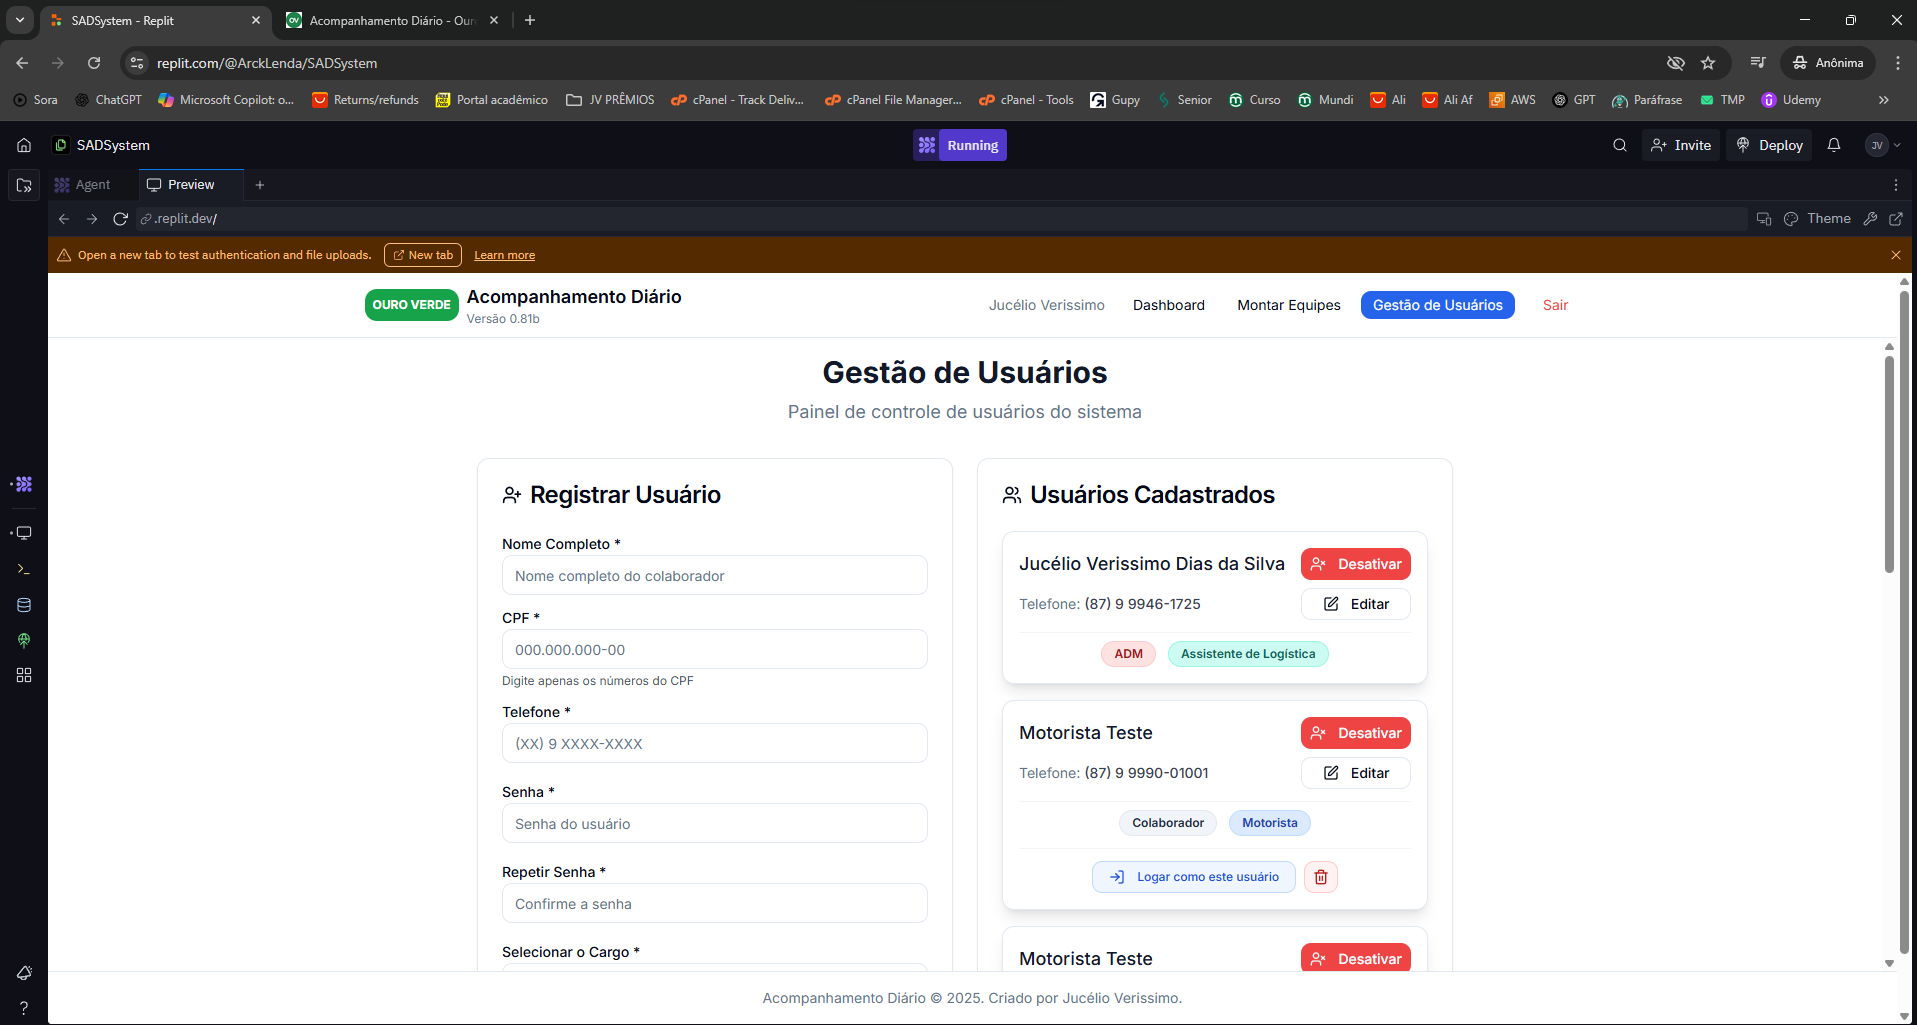 SADSystem - Replit
Acompanhamento Diário - Our
replit.com/@ArckLenda/SADSystem
Anônima
Sora
ChatGPT
Microsoft Copilot: o...
Returns/refunds
Portal acadêmico
JV PRÊMIOS
cPanel - Track Deliv...
cPanel File Manager...
cPanel - Tools
Gupy
Senior
Curso
Mundi
Ali
Ali Af
AWS
GPT
Paráfrase
TMP
Udemy
SADSystem
Running
Invite
Deploy
JV
Agent
Preview
.replit.dev/
Theme
Open a new tab to test authentication and file uploads.
New tab
Learn more
OURO VERDE
Acompanhamento Diário
Versão 0.81b
Jucélio Verissimo
Dashboard
Montar Equipes
Gestão de Usuários
Sair
Gestão de Usuários
Painel de controle de usuários do sistema
Registrar Usuário
Nome Completo *
Nome completo do colaborador
CPF *
000.000.000-00
Digite apenas os números do CPF
Telefone *
(XX) 9 XXXX-XXXX
Senha *
Senha do usuário
Repetir Senha *
Confirme a senha
Selecionar o Cargo *
Usuários Cadastrados
Jucélio Verissimo Dias da Silva
Desativar
Telefone: (87) 9 9946-1725
Editar
ADM
Assistente de Logística
Motorista Teste
Desativar
Telefone: (87) 9 9990-01001
Editar
Colaborador
Motorista
Logar como este usuário
Motorista Teste
Desativar
Acompanhamento Diário © 2025. Criado por Jucélio Verissimo.